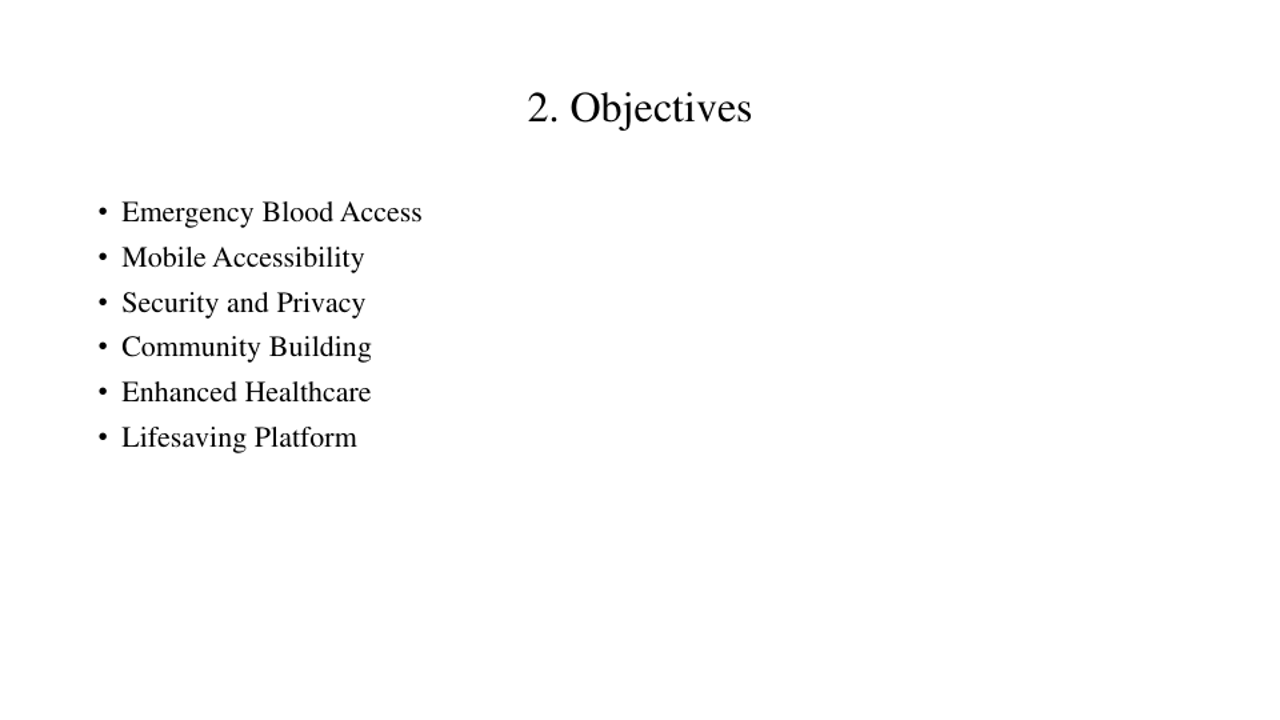 2. Objectives
• Emergency Blood Access
• Mobile Accessibility
• Security and Privacy
• Community Building
• Enhanced Healthcare
• Lifesaving Platform